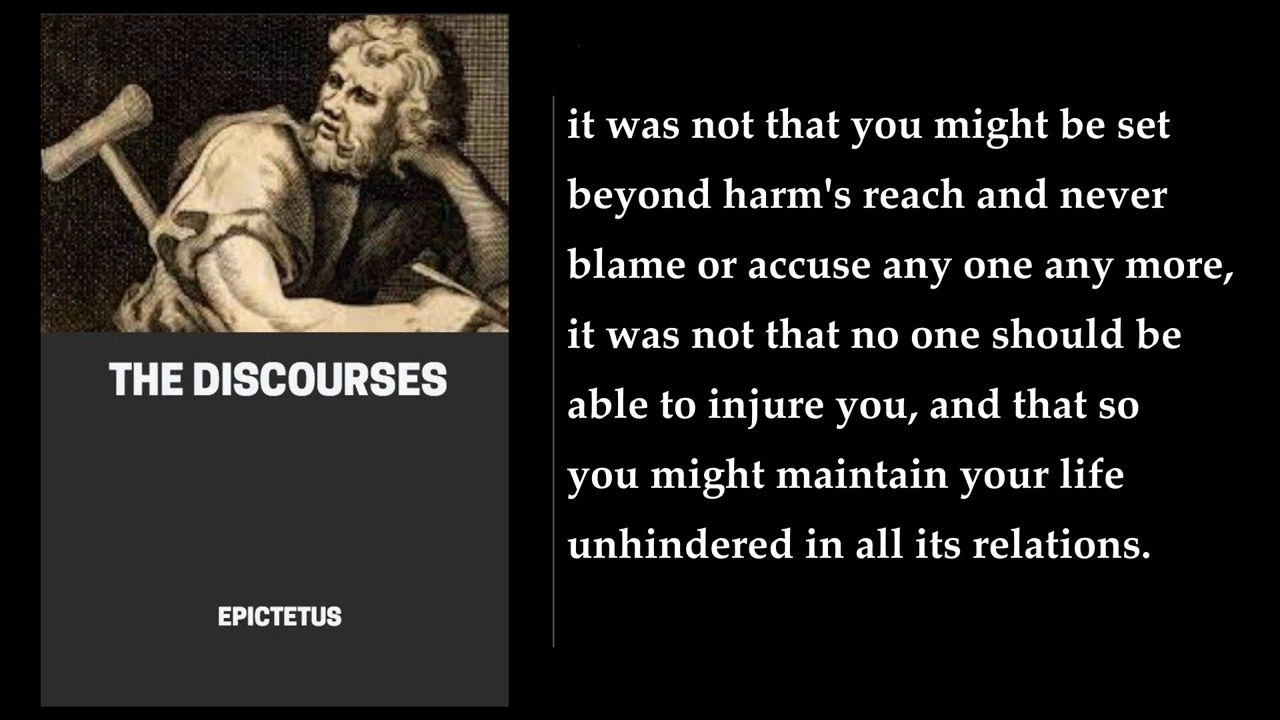 THE DISCOURSES
EPICTETUS
it was not that you might be set
beyond harm's reach and never
blame or accuse any one any more,
it was not that no one should be
able to injure you, and that so
you might maintain your life
unhindered in all its relations.